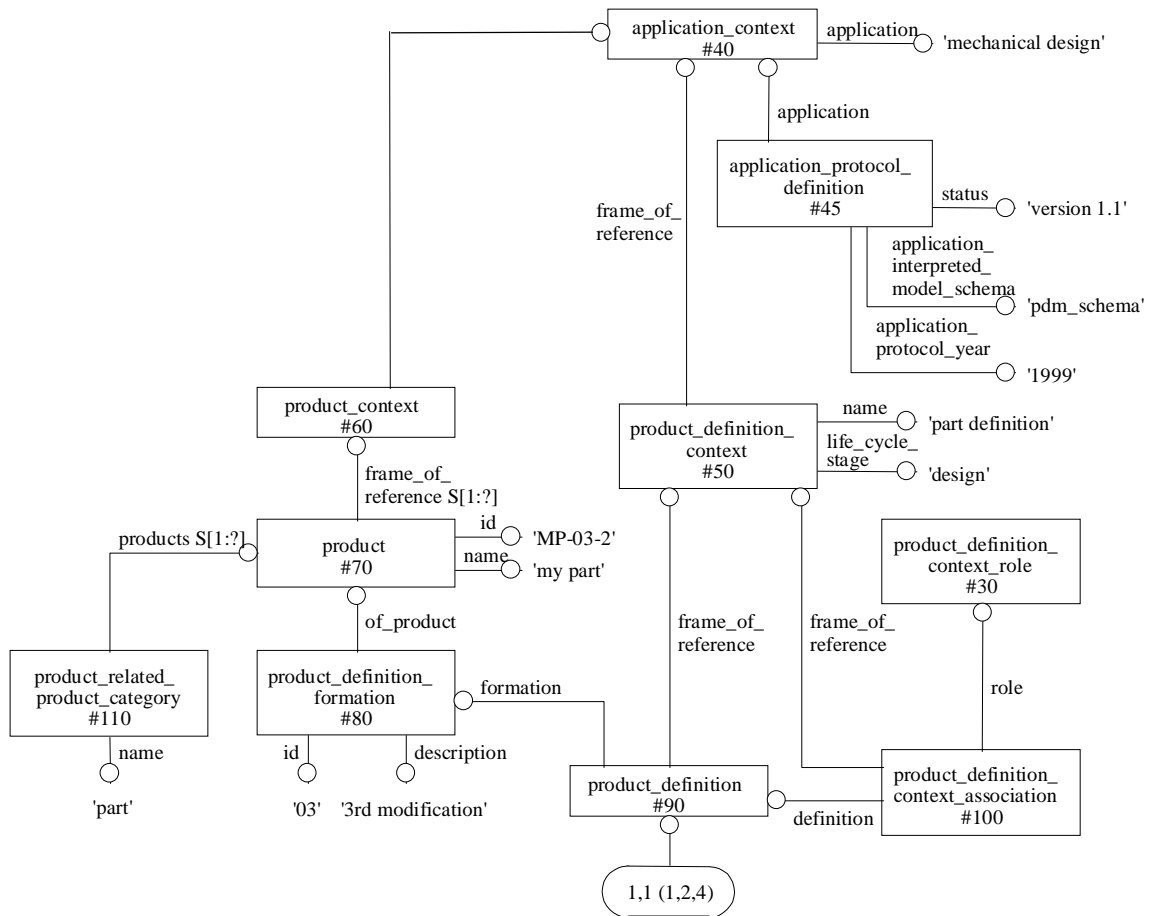 application_context
#40
application
'mechanical design'
application
application_protocol_
definition
#45
status
'version 1.1'
frame_of_
reference
application_
interpreted_
model_schema
'pdm_schema'
application_
protocol_year
'1999'
product_context
#60
product_definition_
context
#50
name
'part definition'
life_cycle_
stage
'design'
frame_of_
reference S[1:?]
products S[1:?]
product
#70
id
'MP-03-2'
name
'my part'
product_definition_
context_role
#30
of_product
frame_of_
reference
frame_of_
reference
product_related_
product_category
#110
product_definition_
formation
#80
formation
role
name
id
description
'part'
'03'
'3rd modification'
product_definition
#90
definition
product_definition_
context_association
#100
1,1 (1,2,4)